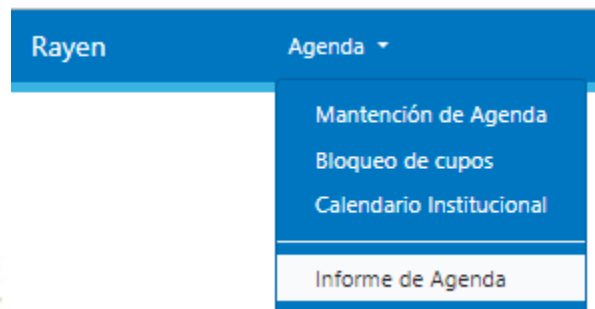 Rayen Agenda
Mantención de Agenda
Bloqueo de cupos
Calendario Institucional
Informe de Agenda